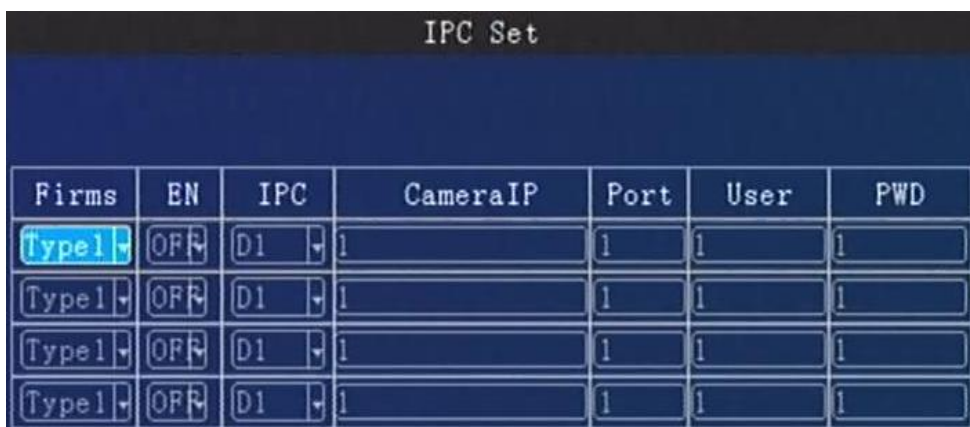 IPC Set
Firms EN IPC CameraIP Port User PWD
Type1 OFF D1 1 1 1 1
Type1 OFF D1 1 1 1 1
Type1 OFF D1 1 1 1 1
Type1 OFF D1 1 1 1 1